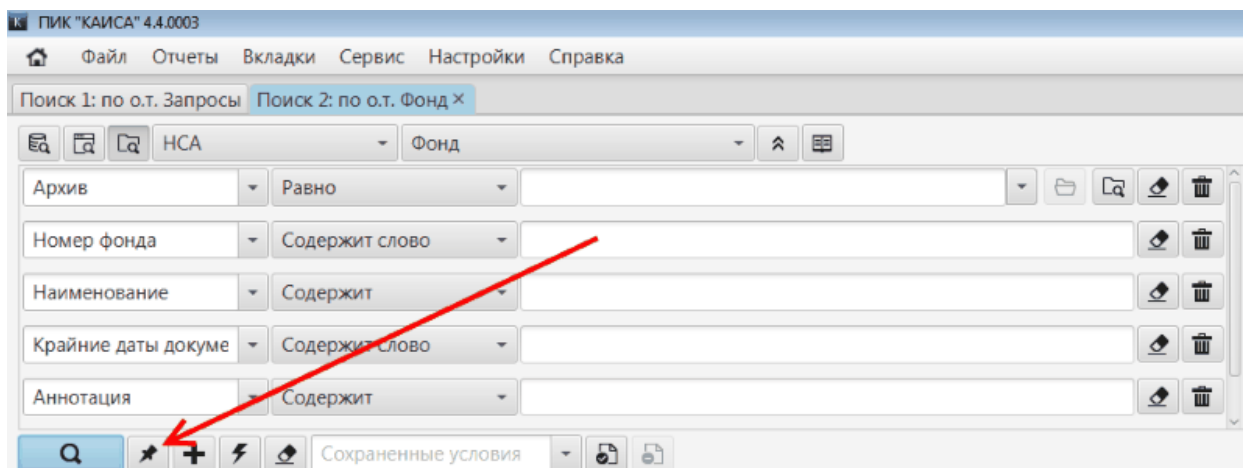 ПИК "КАИСА" 4.4.0003
Файл Отчеты Вкладки Сервис Настройки Справка
Поиск 1: по о.т. Запросы Поиск 2: по о.т. Фонд ×
НСА Фонд
Архив Равно
Номер фонда Содержит слово
Наименование Содержит
Крайние даты докуме Содержит слово
Аннотация Содержит
Сохраненные условия